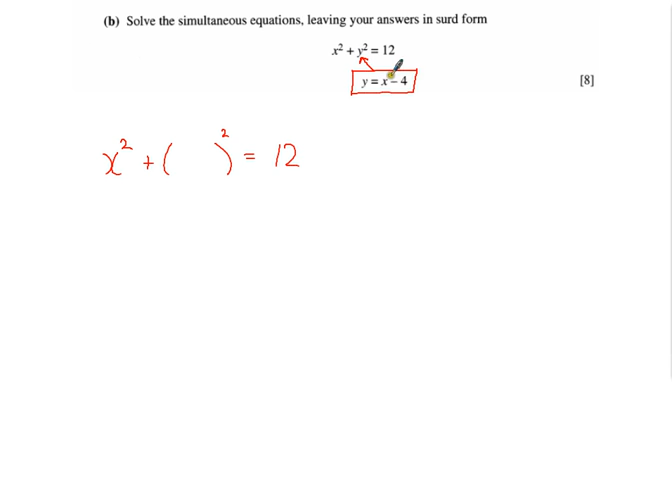 (b) Solve the simultaneous equations, leaving your answers in surd form
x² + y² = 12
y = x – 4
[8]
x² + (   )² = 12